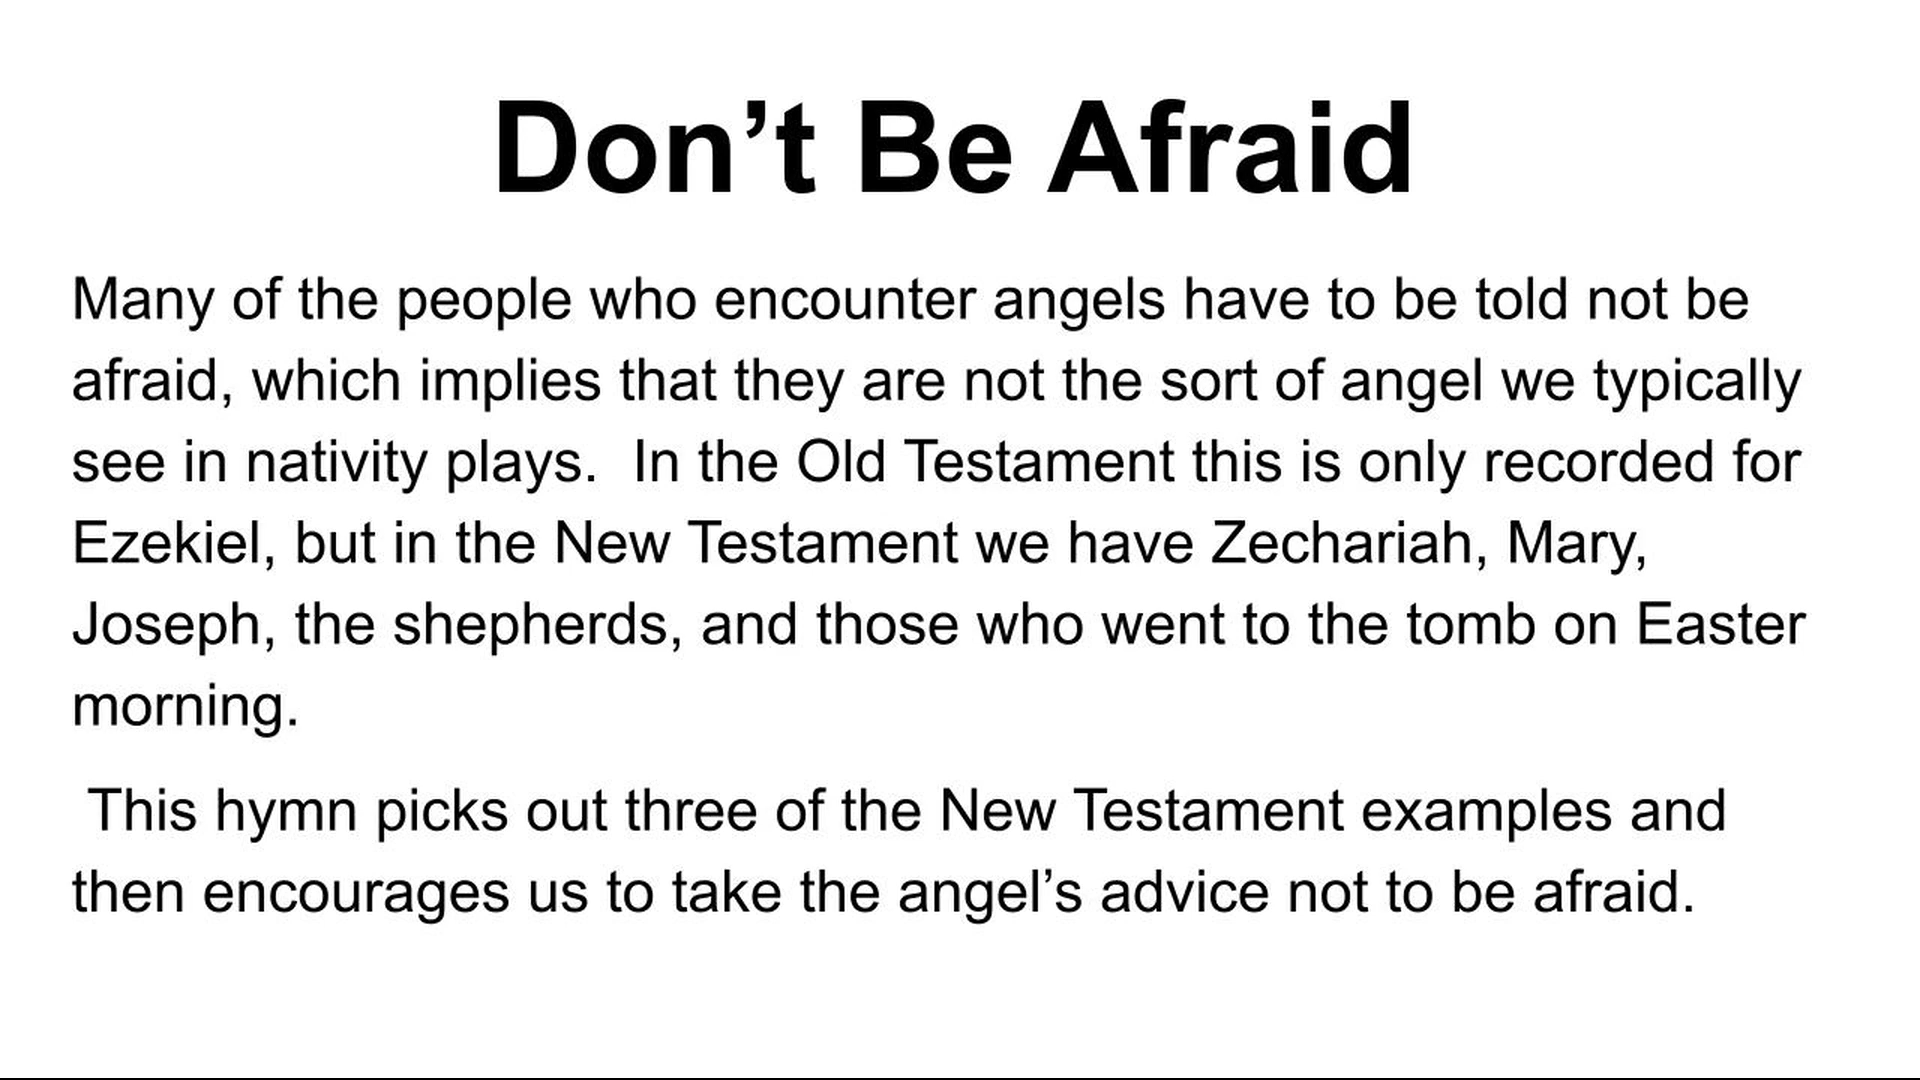 Don’t Be Afraid
Many of the people who encounter angels have to be told not be
afraid, which implies that they are not the sort of angel we typically
see in nativity plays.  In the Old Testament this is only recorded for
Ezekiel, but in the New Testament we have Zechariah, Mary,
Joseph, the shepherds, and those who went to the tomb on Easter
morning.
This hymn picks out three of the New Testament examples and
then encourages us to take the angel’s advice not to be afraid.